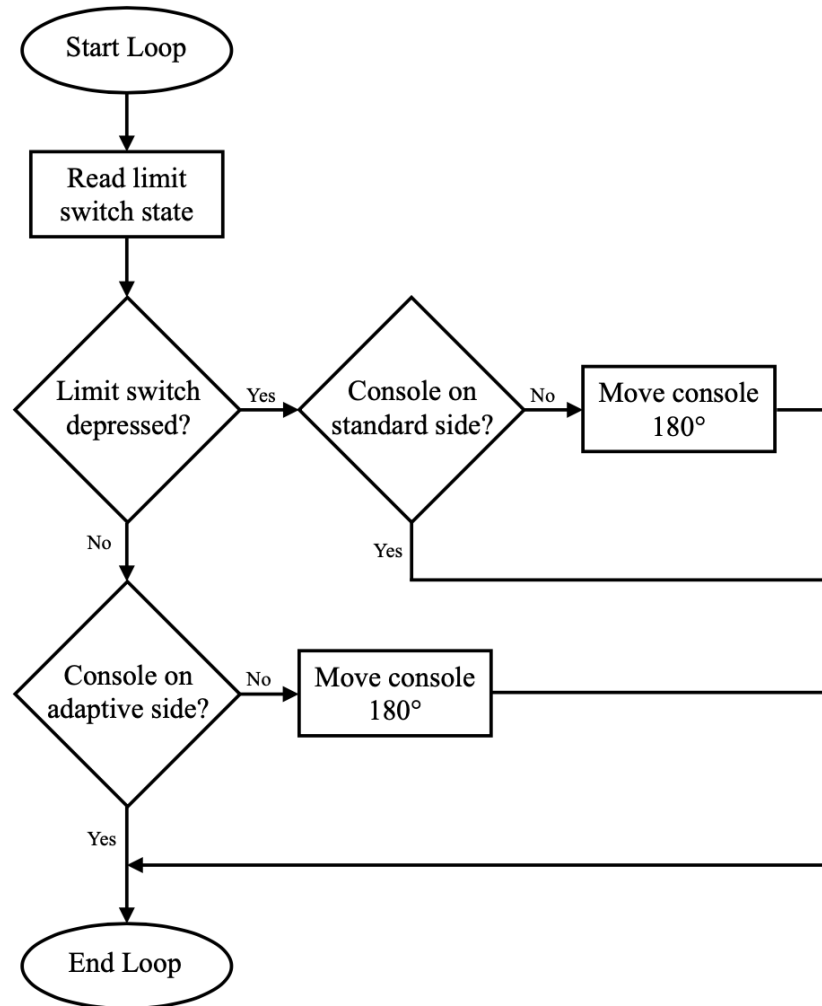 Start Loop
Read limit
switch state
Limit switch
depressed?
Yes
Console on
standard side?
No
Move console
180°
No
Yes
Console on
adaptive side?
No
Move console
180°
Yes
End Loop